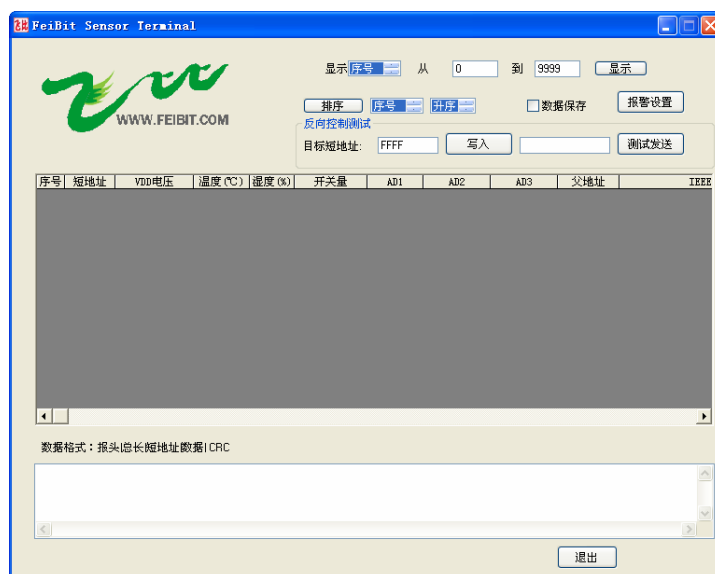 飞比 FeiBit Sensor Terminal
WWW.FEIBIT.COM
显示 序号 从 0 到 9999 显示
排序 序号 升序 数据保存 报警设置
反向控制测试
目标短地址: FFFF 写入 测试发送
序号 短地址 VDD电压 温度(℃) 湿度(%) 开关量 AD1 AD2 AD3 父地址 IEEE
数据格式：报头|总长|短地址|数据|CRC
退出